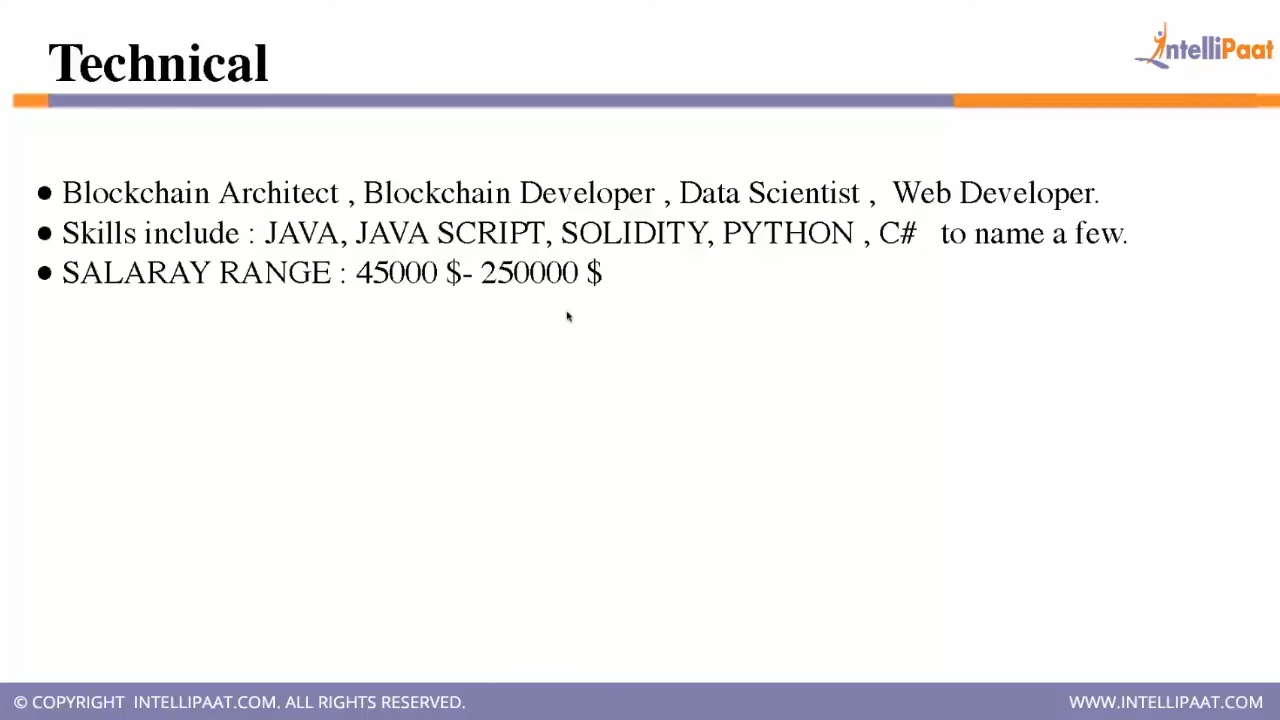 Technical
IntelliPaat
● Blockchain Architect , Blockchain Developer , Data Scientist , Web Developer.
● Skills include : JAVA, JAVA SCRIPT, SOLIDITY, PYTHON , C# to name a few.
● SALARAY RANGE : 45000 $- 250000 $
© COPYRIGHT INTELLIPAAT.COM. ALL RIGHTS RESERVED.
WWW.INTELLIPAAT.COM